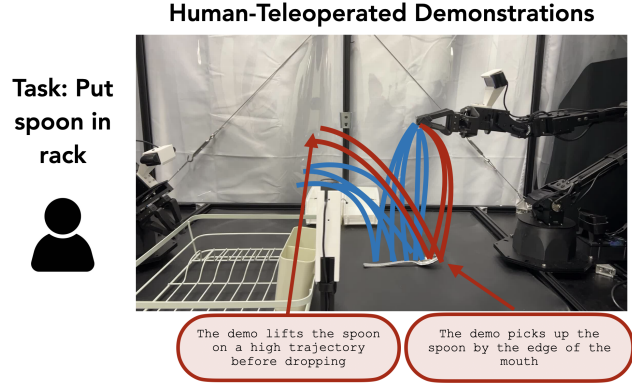 Human-Teleoperated Demonstrations
Task: Put
spoon in
rack
The demo lifts the spoon
on a high trajectory
before dropping
The demo picks up the
spoon by the edge of the
mouth